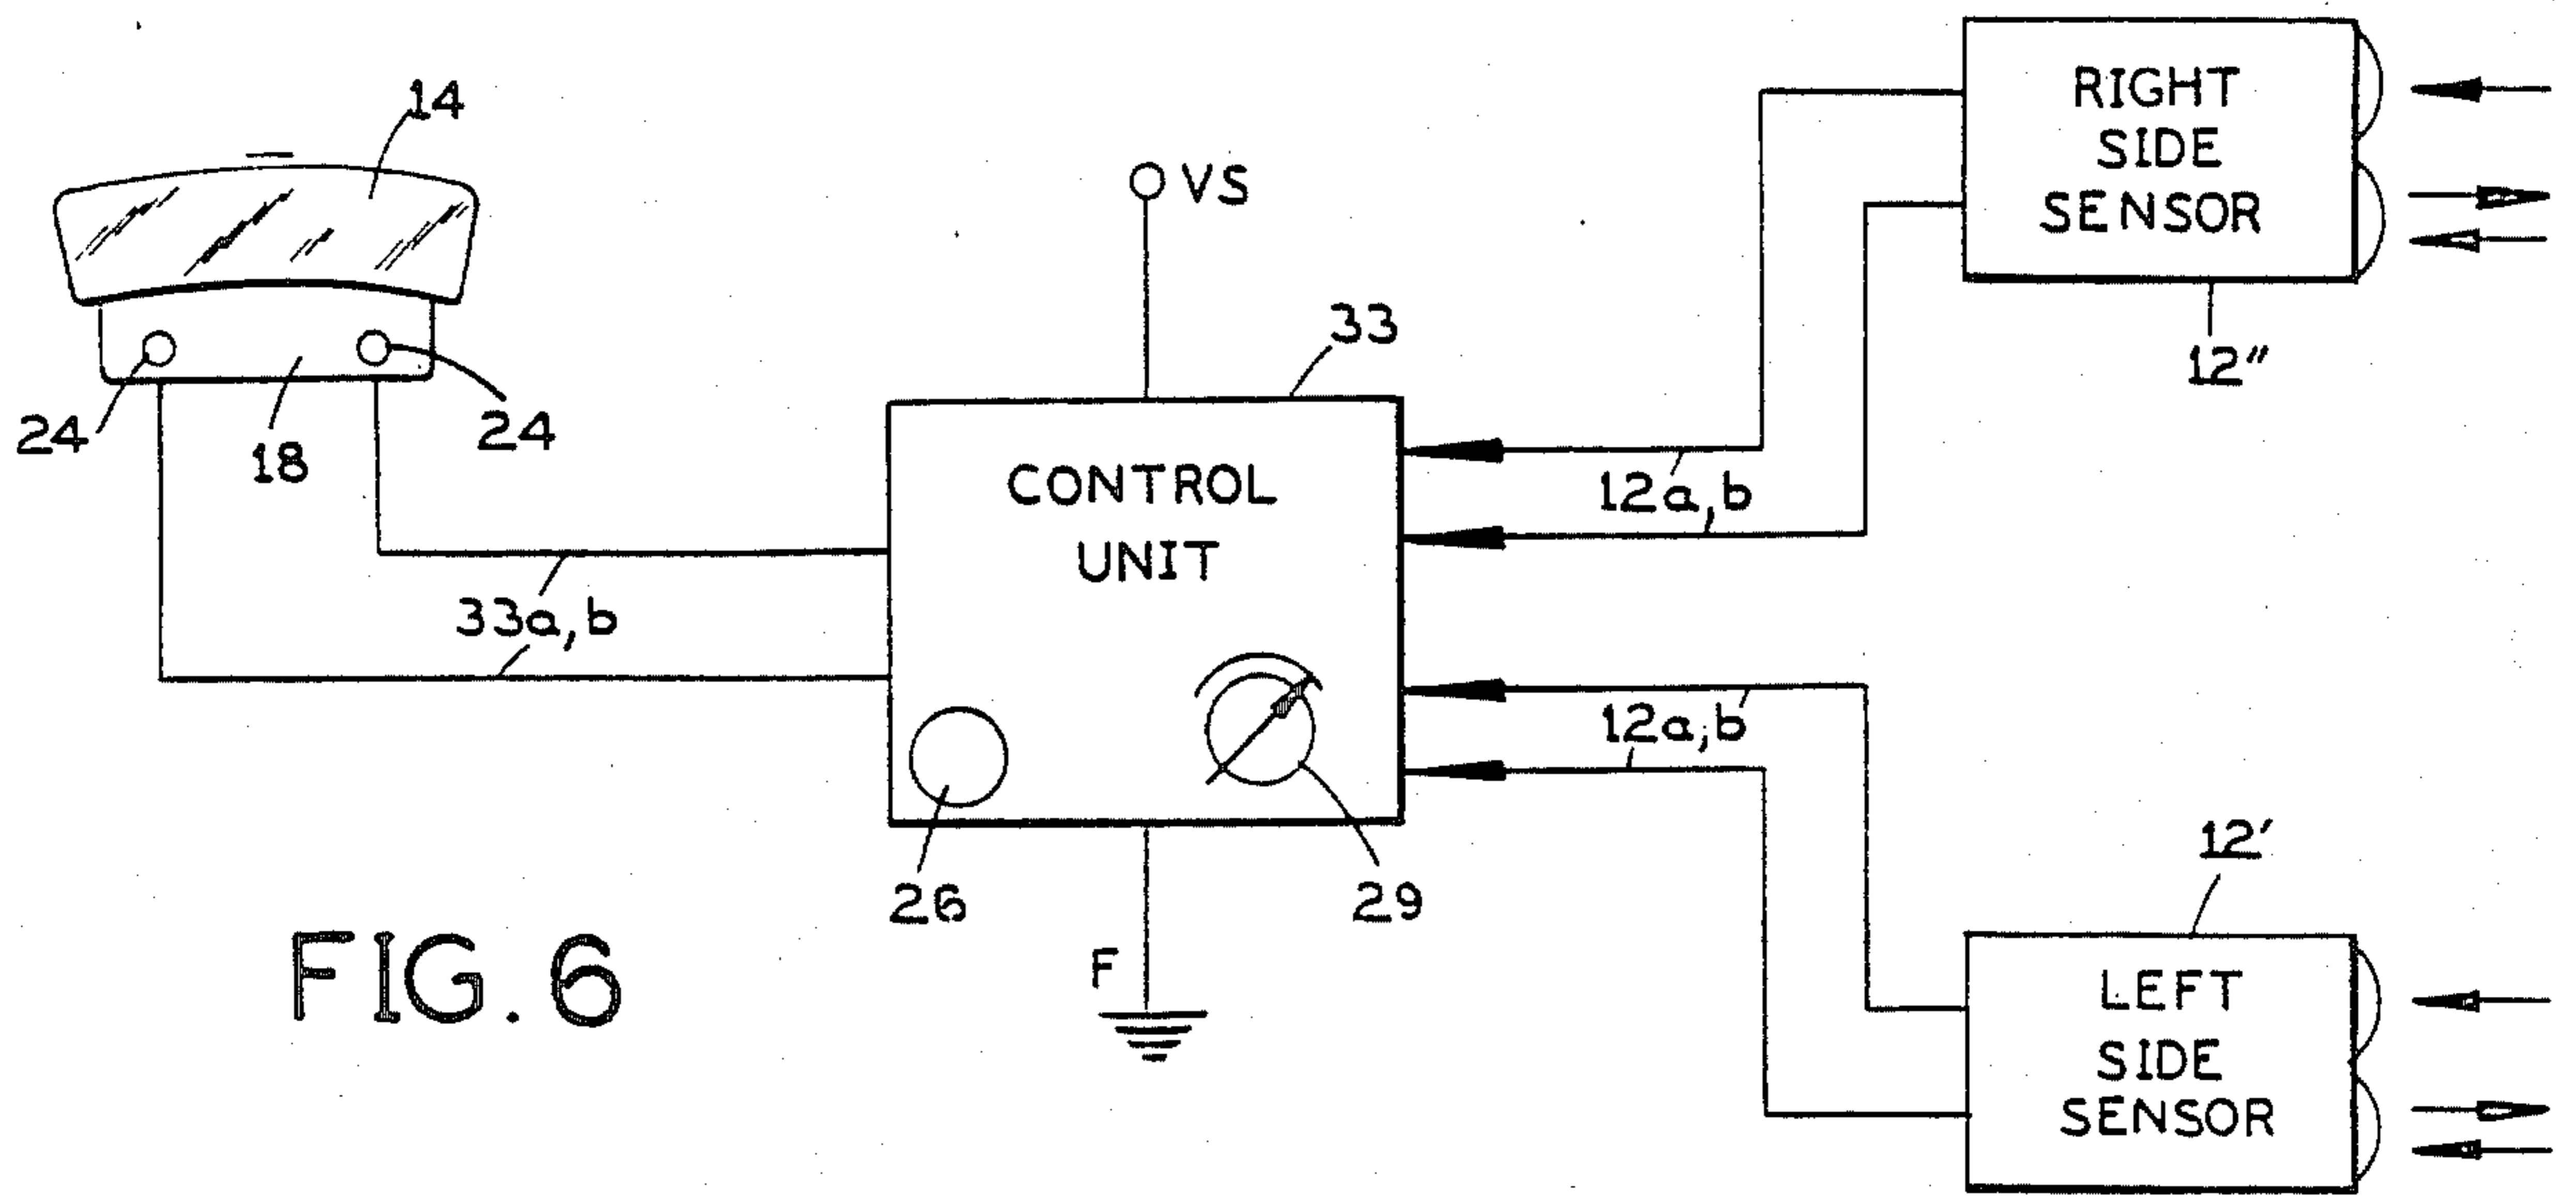 14
VS
RIGHT
SIDE
SENSOR
12"
33
24
18
24
CONTROL
UNIT
12a,b
33a,b
12a,b
26
29
12'
F
LEFT
SIDE
SENSOR
FIG. 6